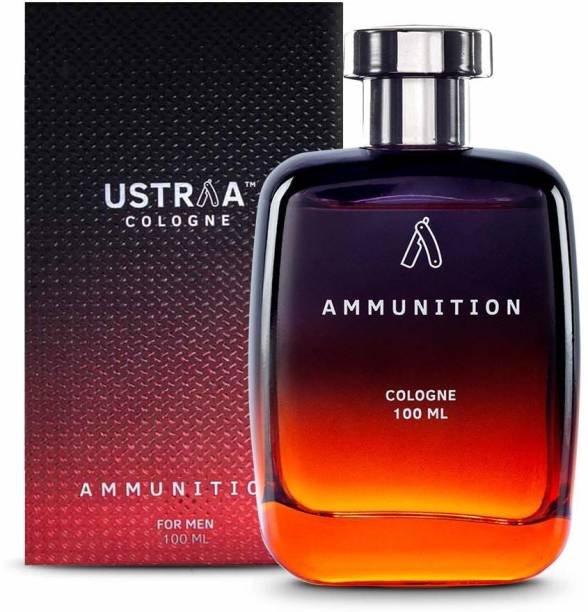 USTRAA™
COLOGNE
AMMUNITIO
FOR MEN
100 ML
AMMUNITION
COLOGNE
100 ML